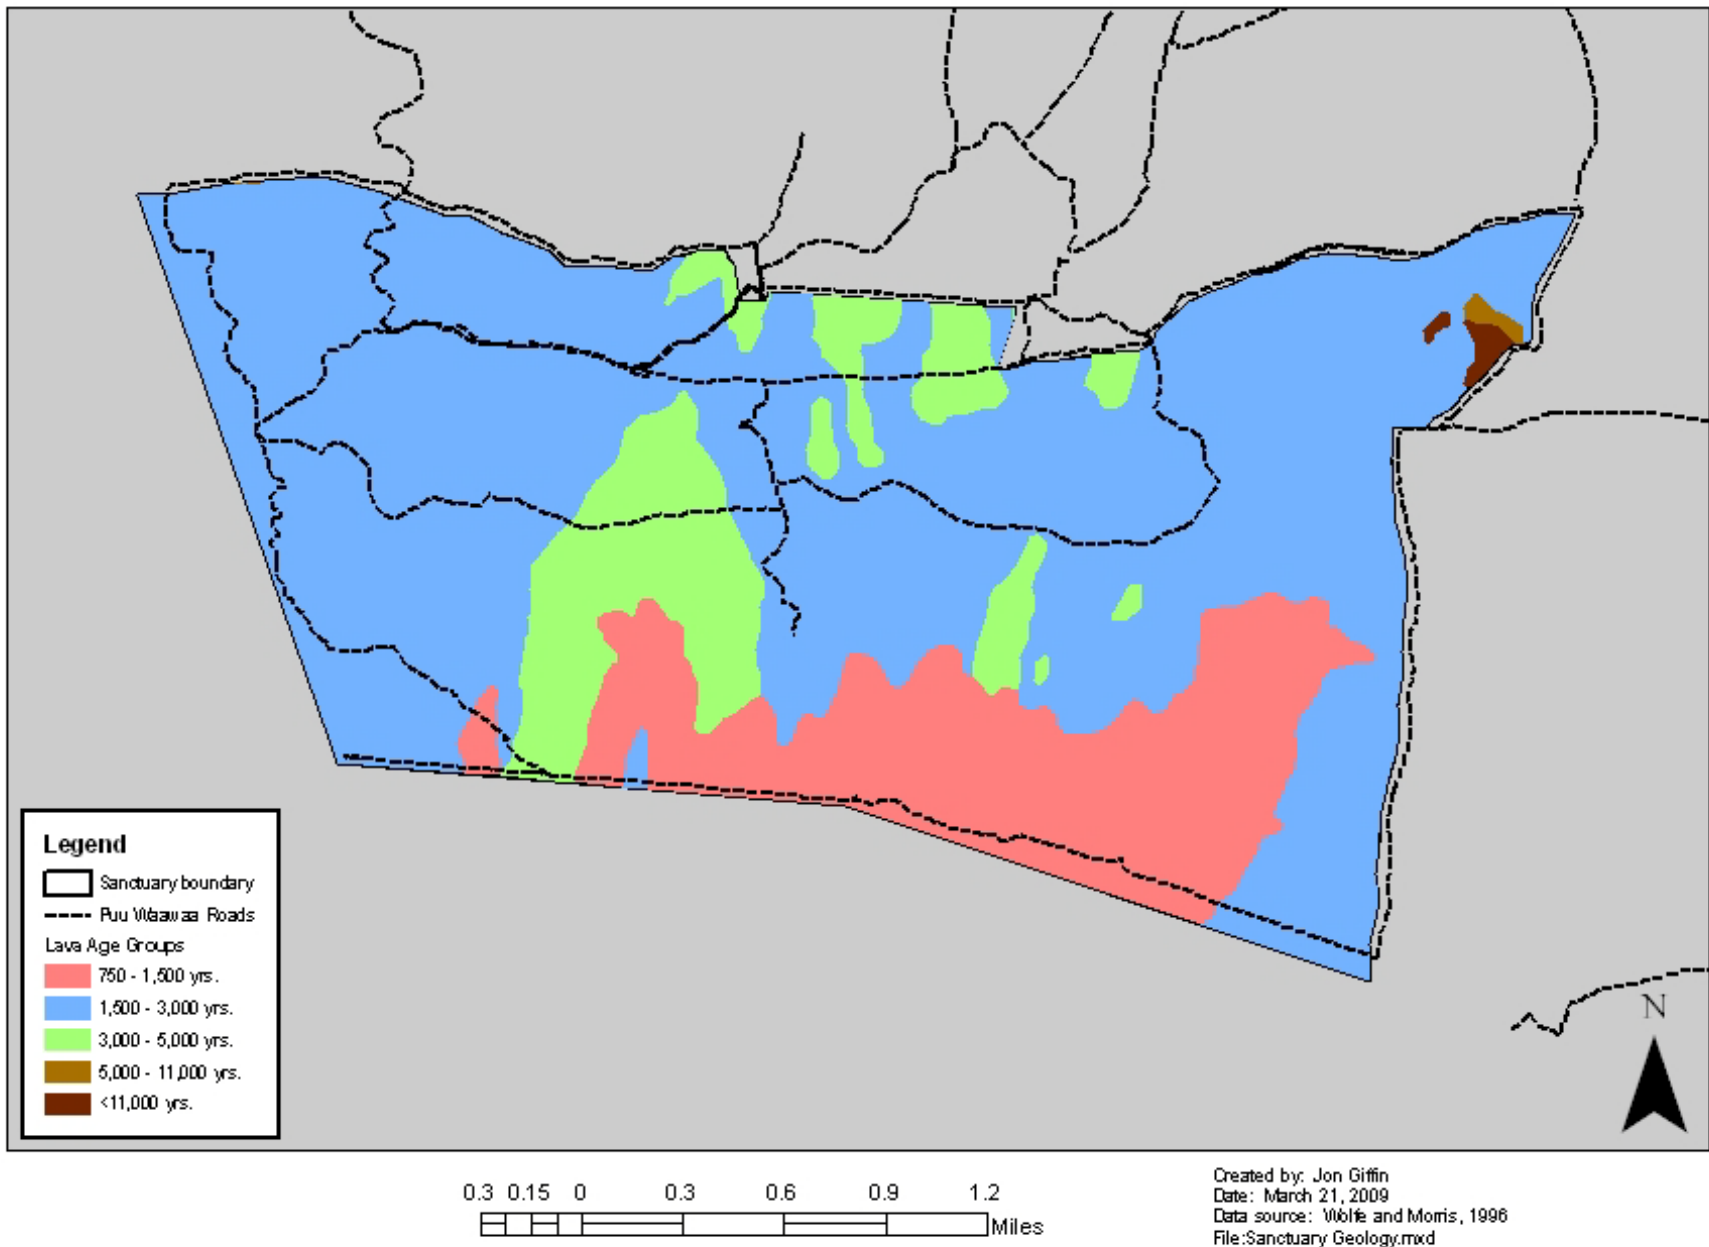 N
Legend
Sanctuary boundary
Puu Waawaa Roads
Lava Age Groups
750 - 1,500 yrs.
1,500 - 3,000 yrs.
3,000 - 5,000 yrs.
5,000 - 11,000 yrs.
<11,000 yrs.
0.3 0.15 0 0.3 0.6 0.9 1.2
Miles
Created by: Jon Giffin
Date: March 21, 2009
Data source: Wolfe and Morris, 1996
File:Sanctuary Geology.mxd